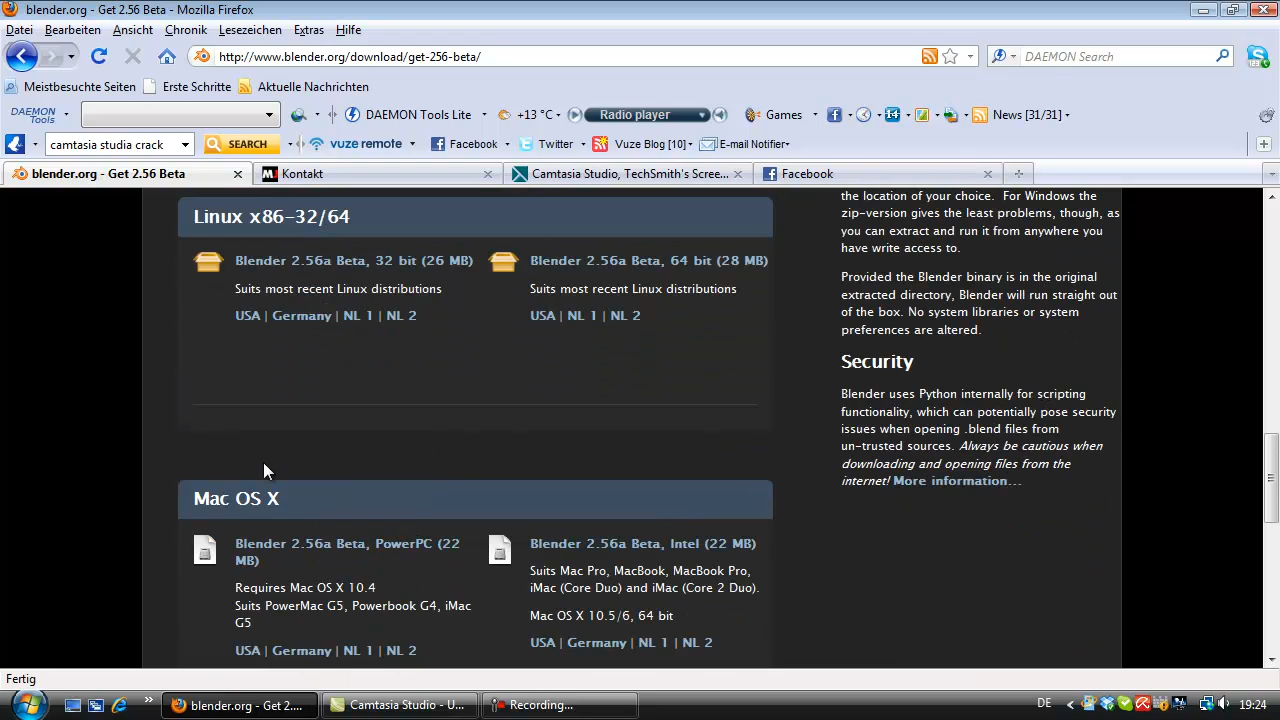 blender.org - Get 2.56 Beta - Mozilla Firefox
Datei Bearbeiten Ansicht Chronik Lesezeichen Extras Hilfe
http://www.blender.org/download/get-256-beta/
DAEMON Search
Meistbesuchte Seiten Erste Schritte Aktuelle Nachrichten
DAEMON Tools DAEMON Tools Lite +13 °C Radio player Games 14 News [31/31]
camtasia studia crack SEARCH vuze remote Facebook Twitter Vuze Blog [10] E-mail Notifier
blender.org - Get 2.56 Beta Kontakt Camtasia Studio, TechSmith's Scree... Facebook
Linux x86-32/64
Blender 2.56a Beta, 32 bit (26 MB)
Suits most recent Linux distributions
USA | Germany | NL 1 | NL 2
Blender 2.56a Beta, 64 bit (28 MB)
Suits most recent Linux distributions
USA | NL 1 | NL 2
Mac OS X
Blender 2.56a Beta, PowerPC (22
MB)
Requires Mac OS X 10.4
Suits PowerMac G5, Powerbook G4, iMac
G5
USA | Germany | NL 1 | NL 2
Blender 2.56a Beta, Intel (22 MB)
Suits Mac Pro, MacBook, MacBook Pro,
iMac (Core Duo) and iMac (Core 2 Duo).
Mac OS X 10.5/6, 64 bit
USA | Germany | NL 1 | NL 2
the location of your choice. For Windows the
zip-version gives the least problems, though, as
you can extract and run it from anywhere you
have write access to.
Provided the Blender binary is in the original
extracted directory, Blender will run straight out
of the box. No system libraries or system
preferences are altered.
Security
Blender uses Python internally for scripting
functionality, which can potentially pose security
issues when opening .blend files from
un-trusted sources. Always be cautious when
downloading and opening files from the
internet! More information...
Fertig
blender.org - Get 2.... Camtasia Studio - U... Recording... DE 19:24